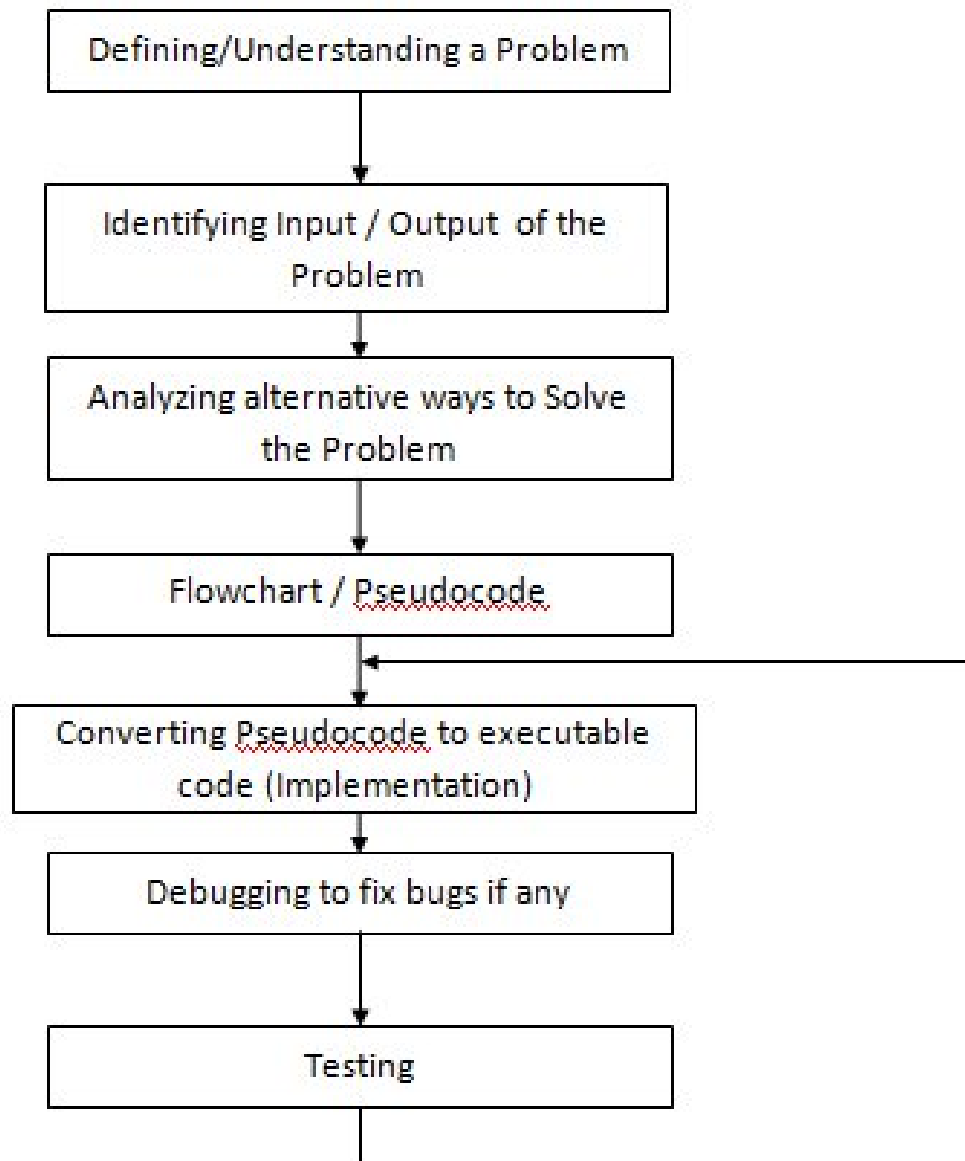 Defining/Understanding a Problem
Identifying Input / Output of the
Problem
Analyzing alternative ways to Solve
the Problem
Flowchart / Pseudocode
Converting Pseudocode to executable
code (Implementation)
Debugging to fix bugs if any
Testing